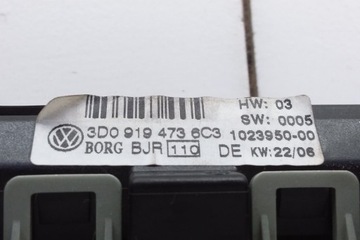 HW: 03
SW: 0005
3D0 919 473 6C3 1023950-00
BORG BJR 110 DE KW: 22/06